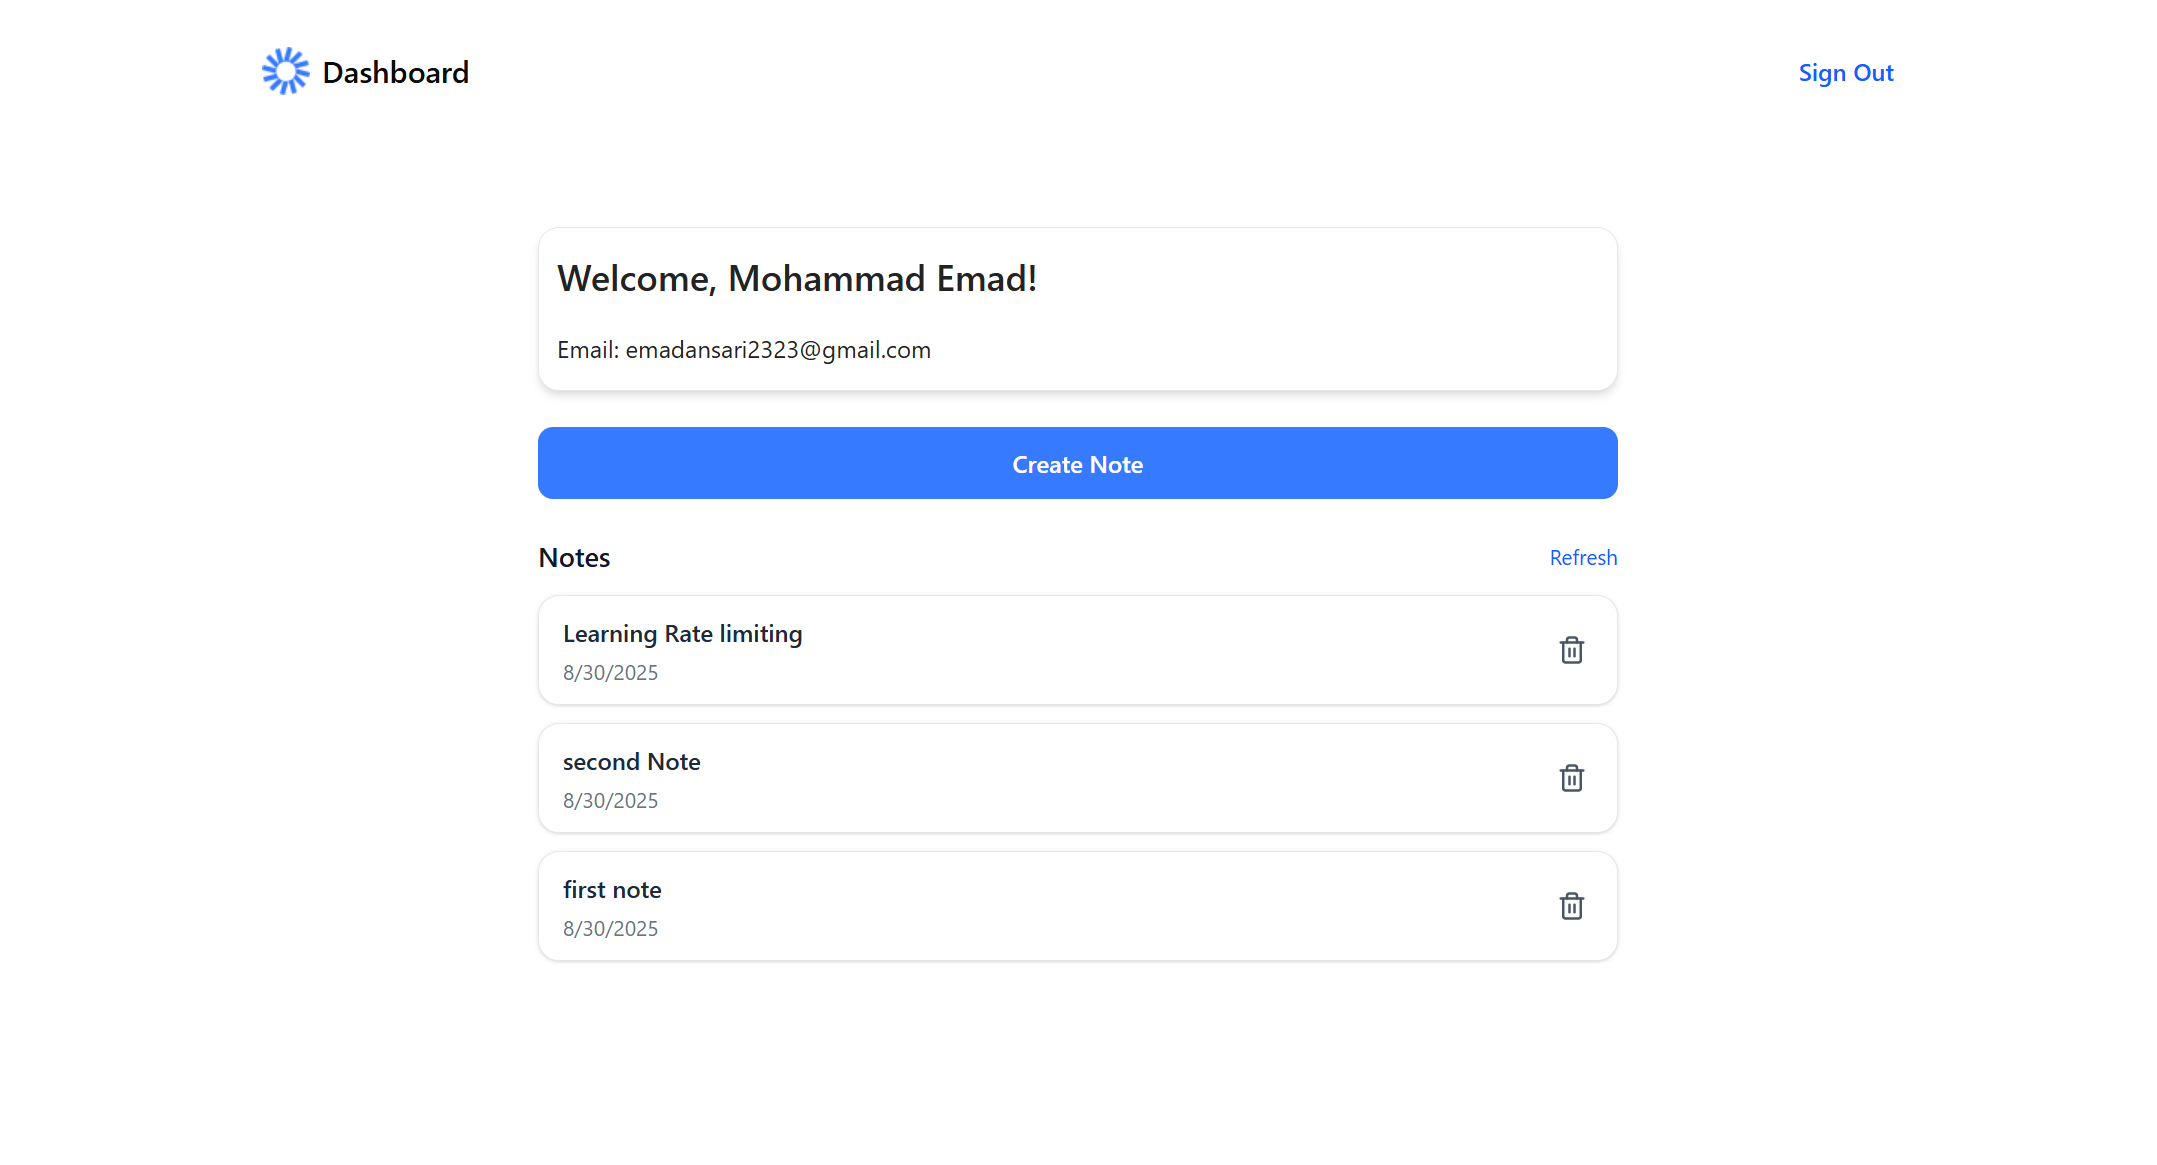 Dashboard
Sign Out
Welcome, Mohammad Emad!
Email: emadansari2323@gmail.com
Create Note
Notes
Refresh
Learning Rate limiting
8/30/2025
second Note
8/30/2025
first note
8/30/2025